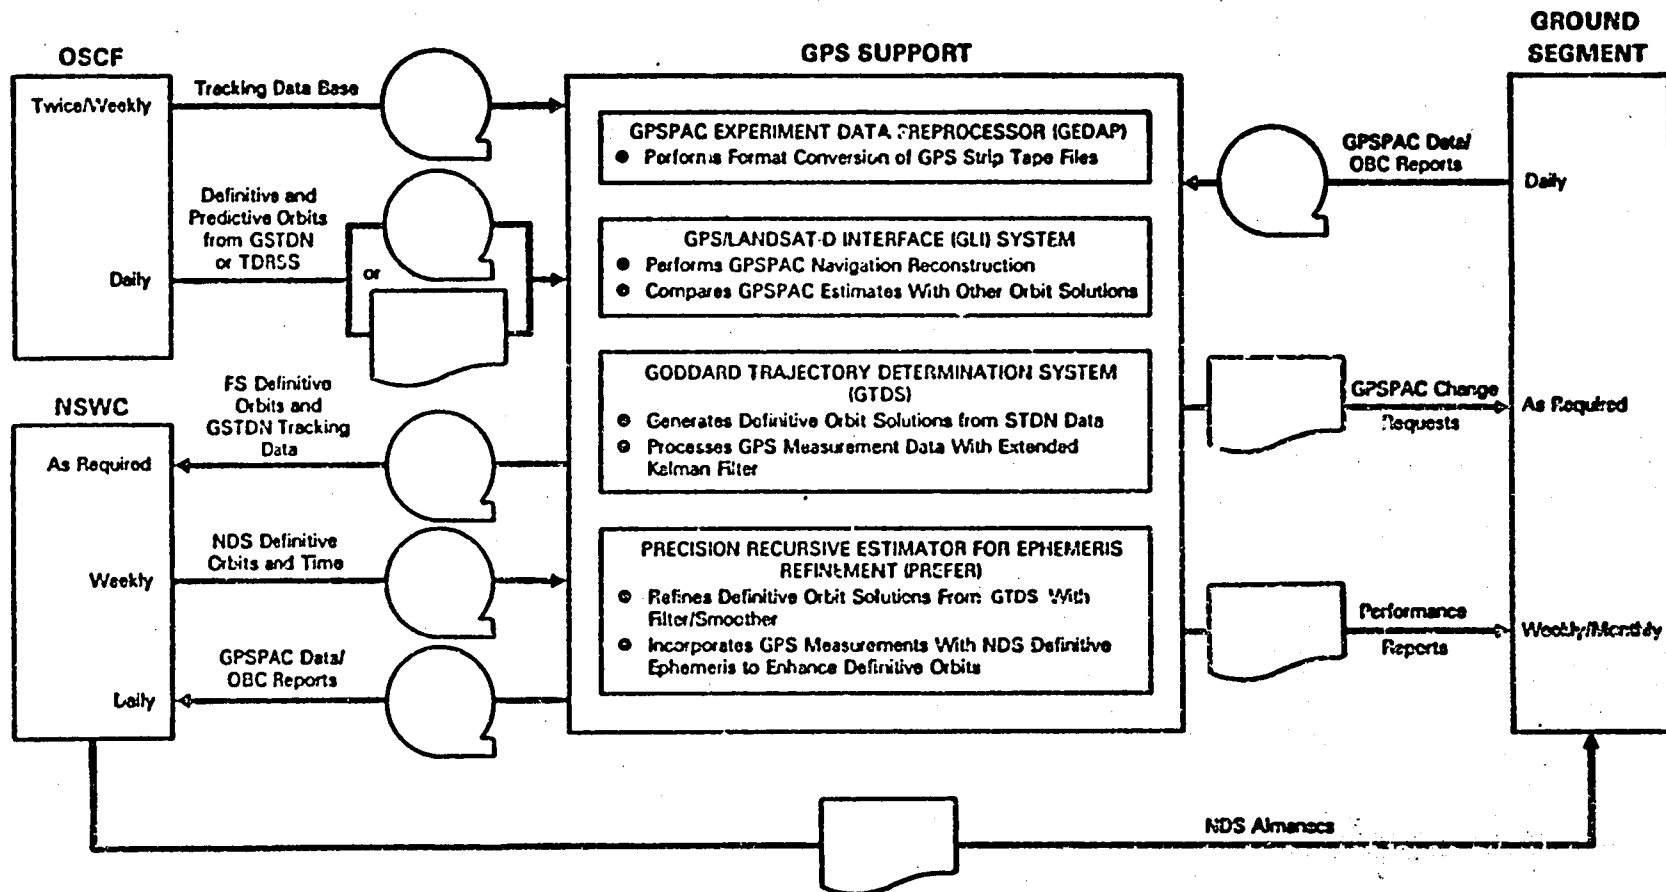 GROUND
SEGMENT
OSCF
GPS SUPPORT
Twice/Weekly
Tracking Data Base
Definitive and
Predictive Orbits
from GSTDN
or TDRSS
Daily
or
NSWC
FS Definitive
Orbits and
GSTDN Tracking
Data
As Required
NDS Definitive
Orbits and Time
Weekly
GPSPAC Data/
OBC Reports
Daily
GPSPAC EXPERIMENT DATA PREPROCESSOR (GEDAP)
● Performs Format Conversion of GPS Strip Tape Files
GPS/LANDSAT-D INTERFACE (GLI) SYSTEM
● Performs GPSPAC Navigation Reconstruction
● Compares GPSPAC Estimates With Other Orbit Solutions
GODDARD TRAJECTORY DETERMINATION SYSTEM
(GTDS)
● Generates Definitive Orbit Solutions from STDN Data
● Processes GPS Measurement Data With Extended
Kalman Filter
PRECISION RECURSIVE ESTIMATOR FOR EPHEMERIS
REFINEMENT (PREFER)
● Refines Definitive Orbit Solutions From GTDS With
Filter/Smoother
● Incorporates GPS Measurements With NDS Definitive
Ephemeris to Enhance Definitive Orbits
GPSPAC Data/
OBC Reports
Daily
GPSPAC Change
Requests
As Required
Performance
Reports
Weekly/Monthly
NDS Almanacs